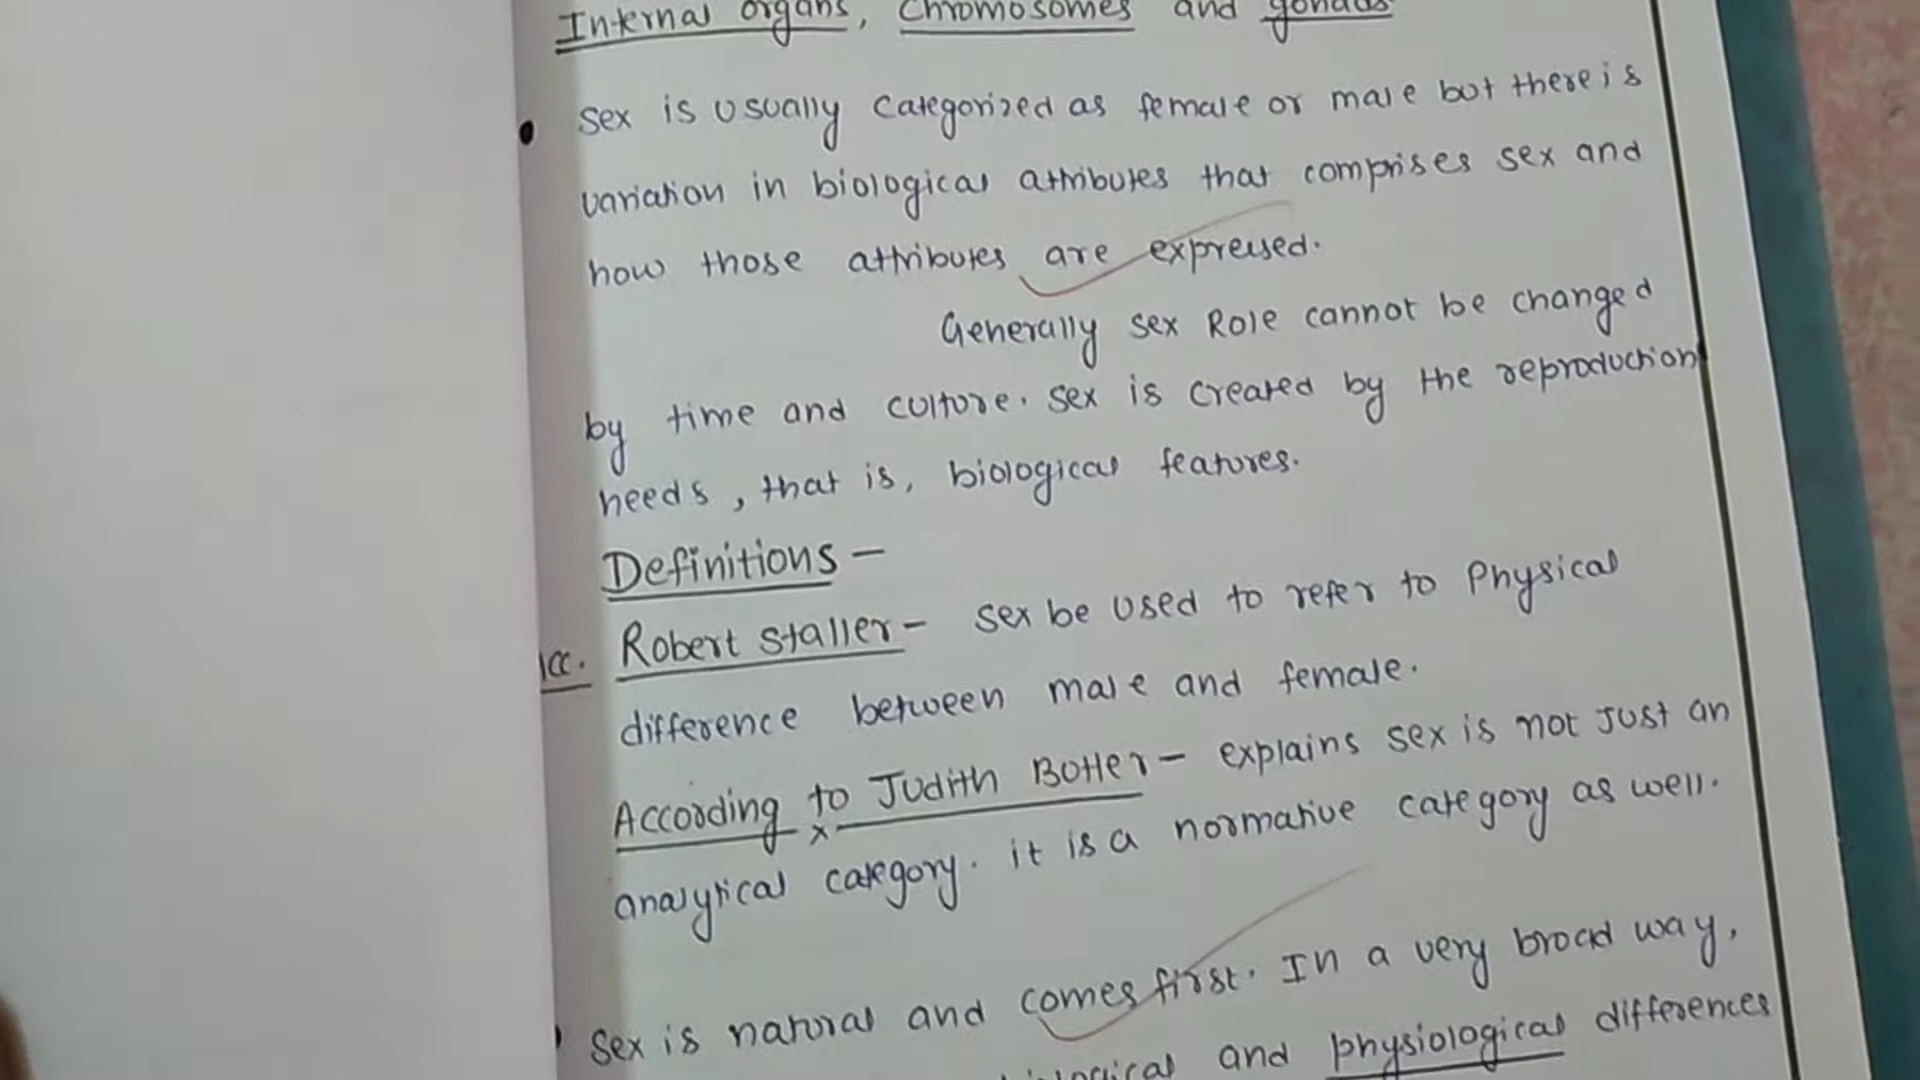 Internal organs, Chromosomes and gonads
• Sex is usually categorized as female or male but there is
variation in biological attributes that comprises sex and
how those attributes are expressed.
Generally sex Role cannot be changed
by time and culture. Sex is created by the reproduction
needs, that is, biological features.
Definitions –
Acc. Robert Staller – Sex be used to refer to Physical
difference between male and female.
According to Judith Butler – explains sex is not Just an
analytical category. it is a normative category as well.
Sex is natural and comes first. In a very broad way,
and physiological differences